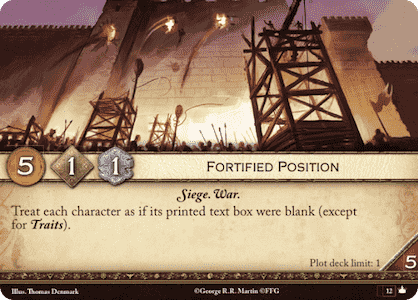 5 1 1 FORTIFIED POSITION
Siege. War.
Treat each character as if its printed text box were blank (except
for Traits).
Plot deck limit: 1
5
Illus. Thomas Denmark ©George R.R. Martin ©FFG 12